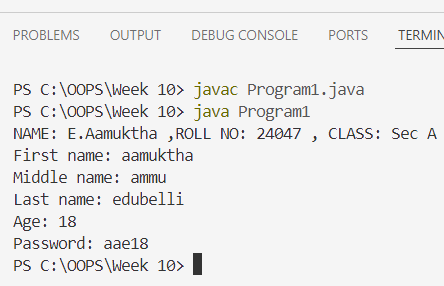 PROBLEMS OUTPUT DEBUG CONSOLE PORTS TERMIN
PS C:\OOPS\Week 10> javac Program1.java
PS C:\OOPS\Week 10> java Program1
NAME: E.Aamuktha ,ROLL NO: 24047 , CLASS: Sec A
First name: aamuktha
Middle name: ammu
Last name: edubelli
Age: 18
Password: aae18
PS C:\OOPS\Week 10>